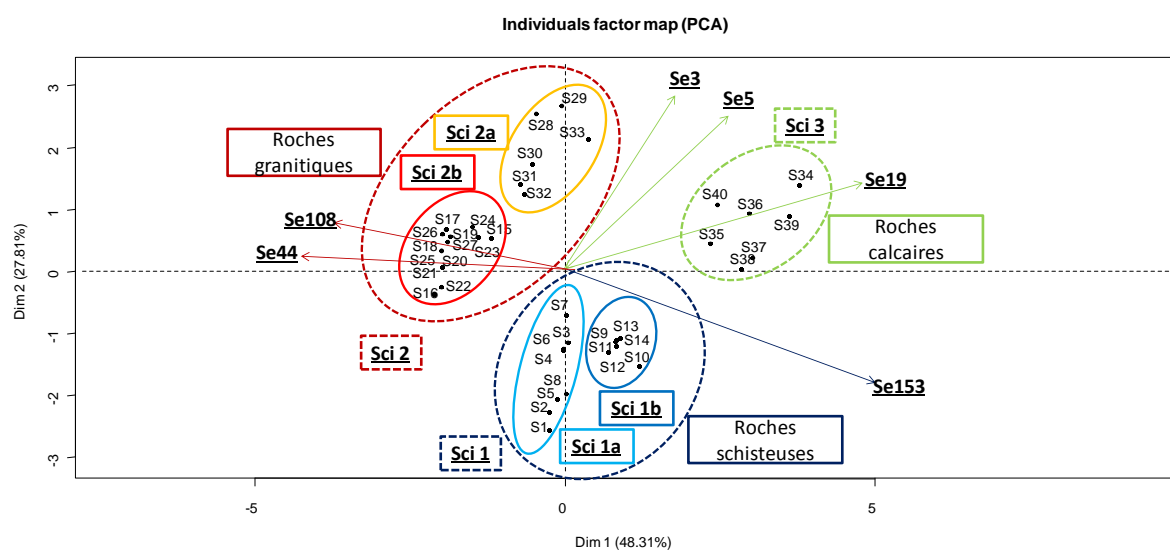 Individuals factor map (PCA)
Dim 2 (27.81%)
3
2
1
0
-1
-2
-3
-5
0
5
Dim 1 (48.31%)
Roches
granitiques
Sci 2a
Sci 2b
Se108
Se44
Sci 2
Se3
Se5
Sci 3
Se19
Roches
calcaires
Se153
Sci 1
Sci 1a
Sci 1b
Roches
schisteuses
S29
S28
S33
S30
S31
S32
S17
S24
S26
S19
S15
S18
S27
S23
S25
S20
S21
S22
S16
S34
S40
S36
S39
S35
S37
S38
S7
S3
S6
S4
S8
S5
S2
S1
S13
S9
S14
S11
S10
S12